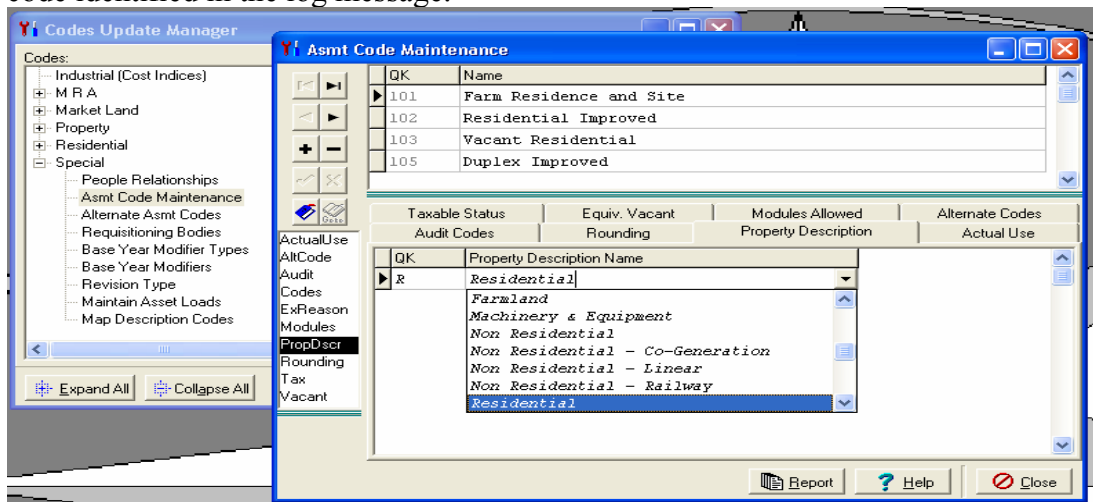 code identified in the log message.
Codes Update Manager
Codes:
Industrial (Cost Indices)
M R A
Market Land
Property
Residential
Special
People Relationships
Asmt Code Maintenance
Alternate Asmt Codes
Requisitioning Bodies
Base Year Modifier Types
Base Year Modifiers
Revision Type
Maintain Asset Loads
Map Description Codes
Expand All Collapse All
Asmt Code Maintenance
QK Name
101 Farm Residence and Site
102 Residential Improved
103 Vacant Residential
105 Duplex Improved
Goto
ActualUse
AltCode
Audit
Codes
ExReason
Modules
PropDscr
Rounding
Tax
Vacant
Taxable Status Equiv. Vacant Modules Allowed Alternate Codes
Audit Codes Rounding Property Description Actual Use
QK Property Description Name
R Residential
Farmland
Machinery & Equipment
Non Residential
Non Residential - Co-Generation
Non Residential - Linear
Non Residential - Railway
Residential
Report Help Close